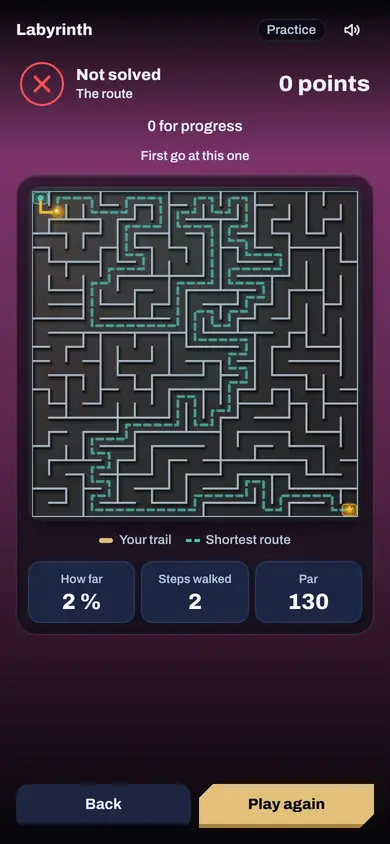 Labyrinth
Practice
Not solved
The route
0 points
0 for progress
First go at this one
Your trail
Shortest route
How far
2 %
Steps walked
2
Par
130
Back
Play again